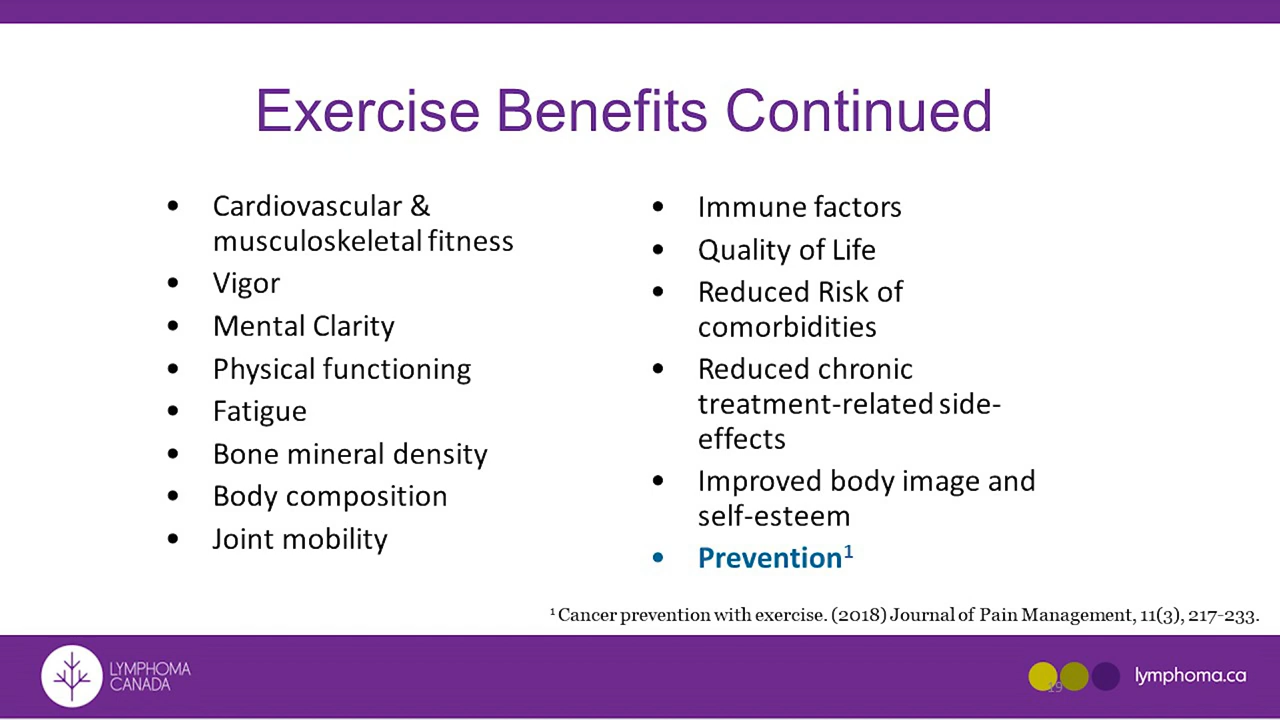 Exercise Benefits Continued
• Cardiovascular &
musculoskeletal fitness
• Vigor
• Mental Clarity
• Physical functioning
• Fatigue
• Bone mineral density
• Body composition
• Joint mobility
• Immune factors
• Quality of Life
• Reduced Risk of
comorbidities
• Reduced chronic
treatment-related side-
effects
• Improved body image and
self-esteem
• Prevention¹
¹ Cancer prevention with exercise. (2018) Journal of Pain Management, 11(3), 217-233.
LYMPHOMA
CANADA
19
lymphoma.ca